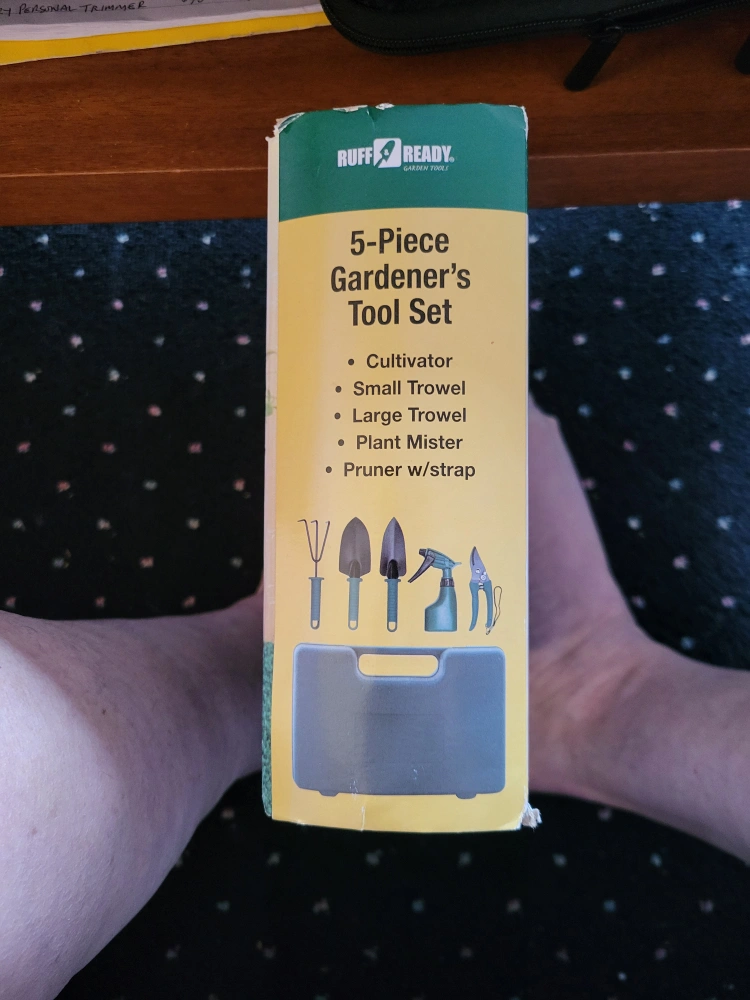 PERSONAL TRIMMER
RUFF & READY®
GARDEN TOOLS
5-Piece
Gardener's
Tool Set
• Cultivator
• Small Trowel
• Large Trowel
• Plant Mister
• Pruner w/strap